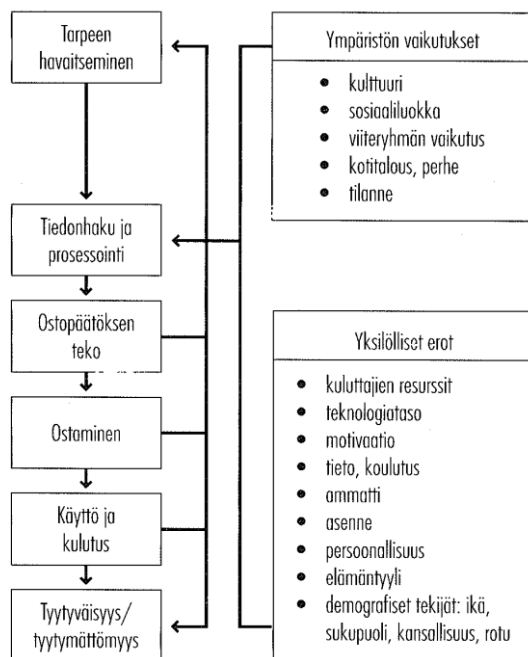 Tarpeen
havaitseminen
Tiedonhaku ja
prosessointi
Ostopäätöksen
teko
Ostaminen
Käyttö ja
kulutus
Tyytyväisyys/
tyytymättömyys
Ympäristön vaikutukset
• kulttuuri
• sosiaaliluokka
• viiteryhmän vaikutus
• kotitalous, perhe
• tilanne
Yksilölliset erot
• kuluttajien resurssit
• teknologiataso
• motivaatio
• tieto, koulutus
• ammatti
• asenne
• persoonallisuus
• elämäntyyli
• demografiset tekijät: ikä,
sukupuoli, kansallisuus, rotu